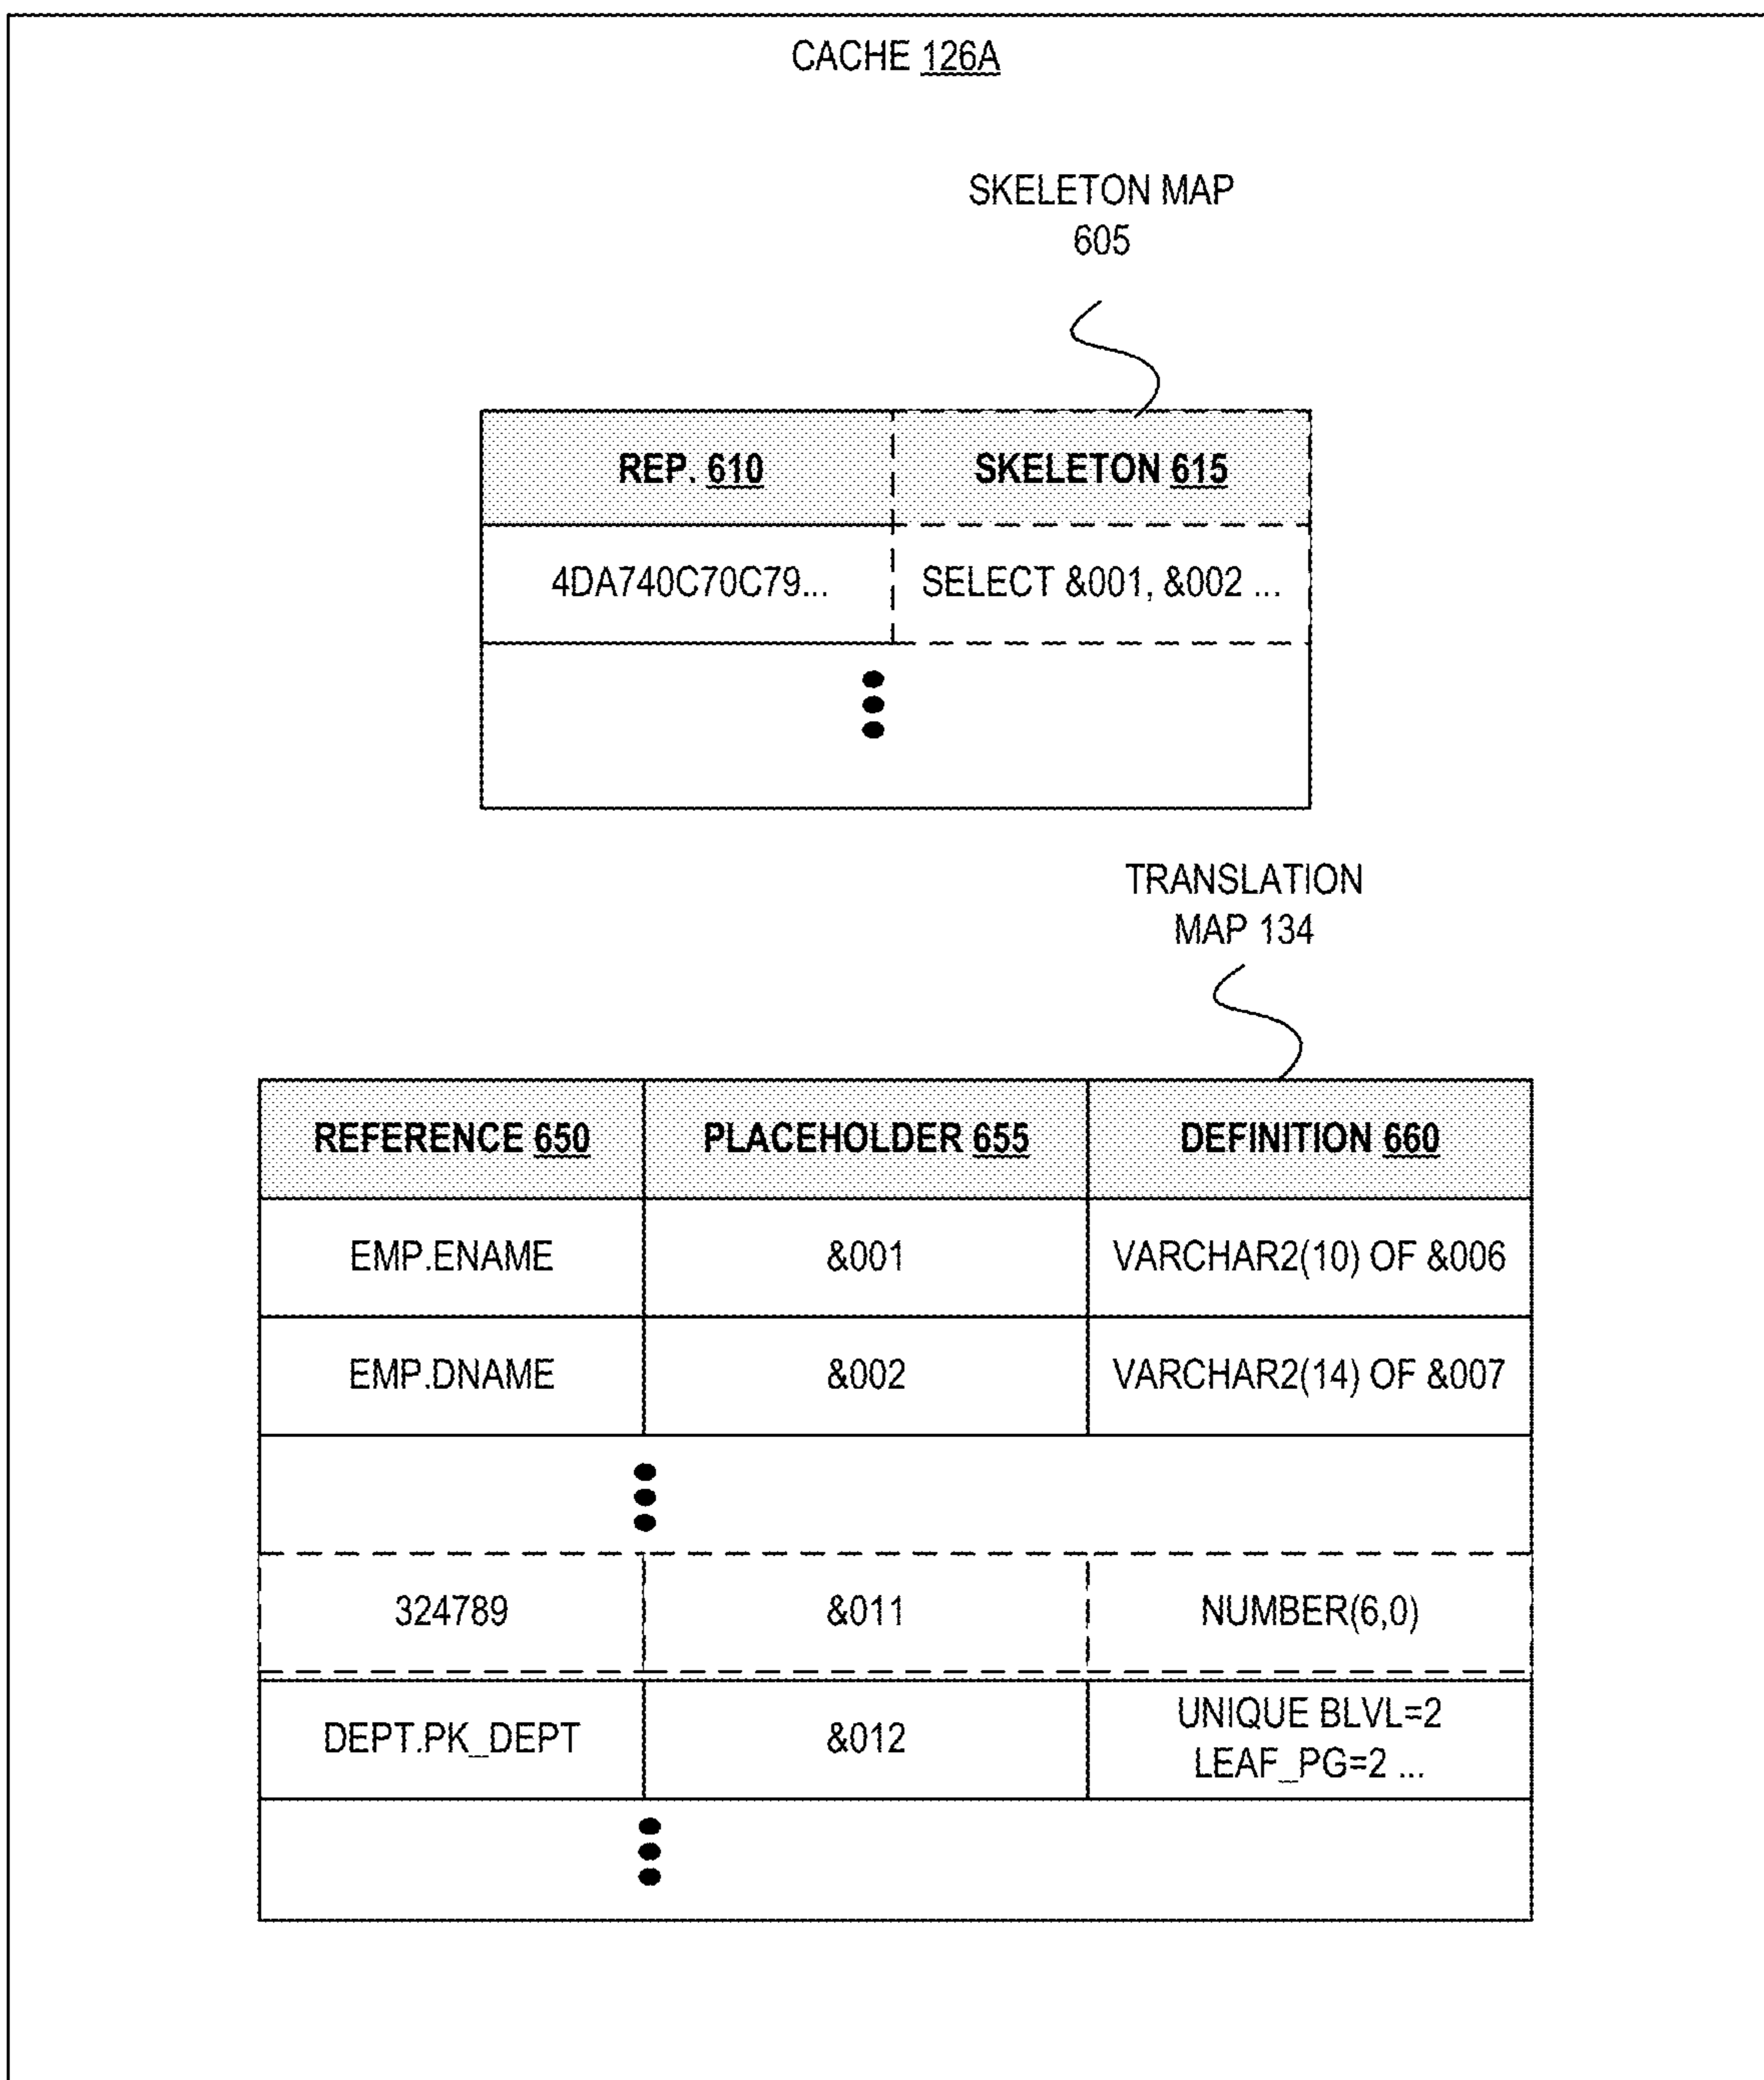 CACHE 126A
SKELETON MAP
605
REP. 610 SKELETON 615
4DA740C70C79... SELECT &001, &002 ...
TRANSLATION
MAP 134
REFERENCE 650 PLACEHOLDER 655 DEFINITION 660
EMP.ENAME &001 VARCHAR2(10) OF &006
EMP.DNAME &002 VARCHAR2(14) OF &007
324789 &011 NUMBER(6,0)
DEPT.PK_DEPT &012 UNIQUE BLVL=2
LEAF_PG=2 ...